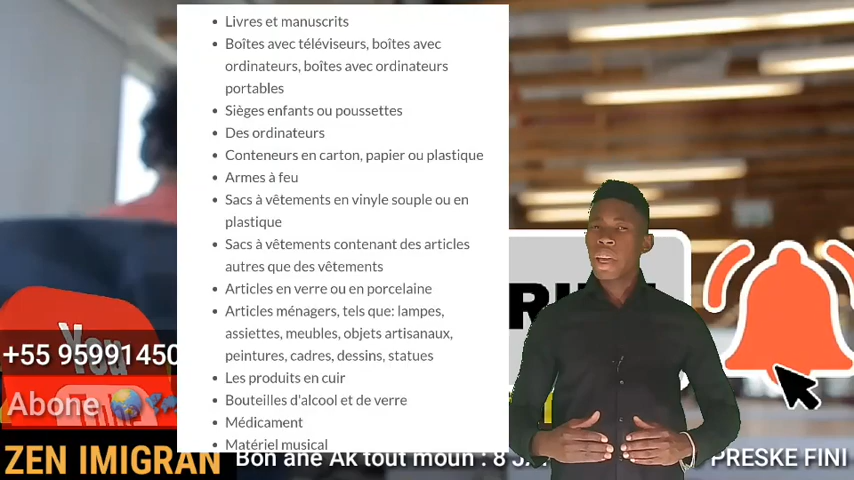 Livres et manuscrits
Boîtes avec téléviseurs, boîtes avec
ordinateurs, boîtes avec ordinateurs
portables
Sièges enfants ou poussettes
Des ordinateurs
Conteneurs en carton, papier ou plastique
Armes à feu
Sacs à vêtements en vinyle souple ou en
plastique
Sacs à vêtements contenant des articles
autres que des vêtements
Articles en verre ou en porcelaine
Articles ménagers, tels que: lampes,
assiettes, meubles, objets artisanaux,
peintures, cadres, dessins, statues
Les produits en cuir
Bouteilles d'alcool et de verre
Médicament
Matériel musical
You
Tube
+55 95991450
Abone
ZEN IMIGRAN
Bon ane Ak tout moun : 8
PRESKE FINI